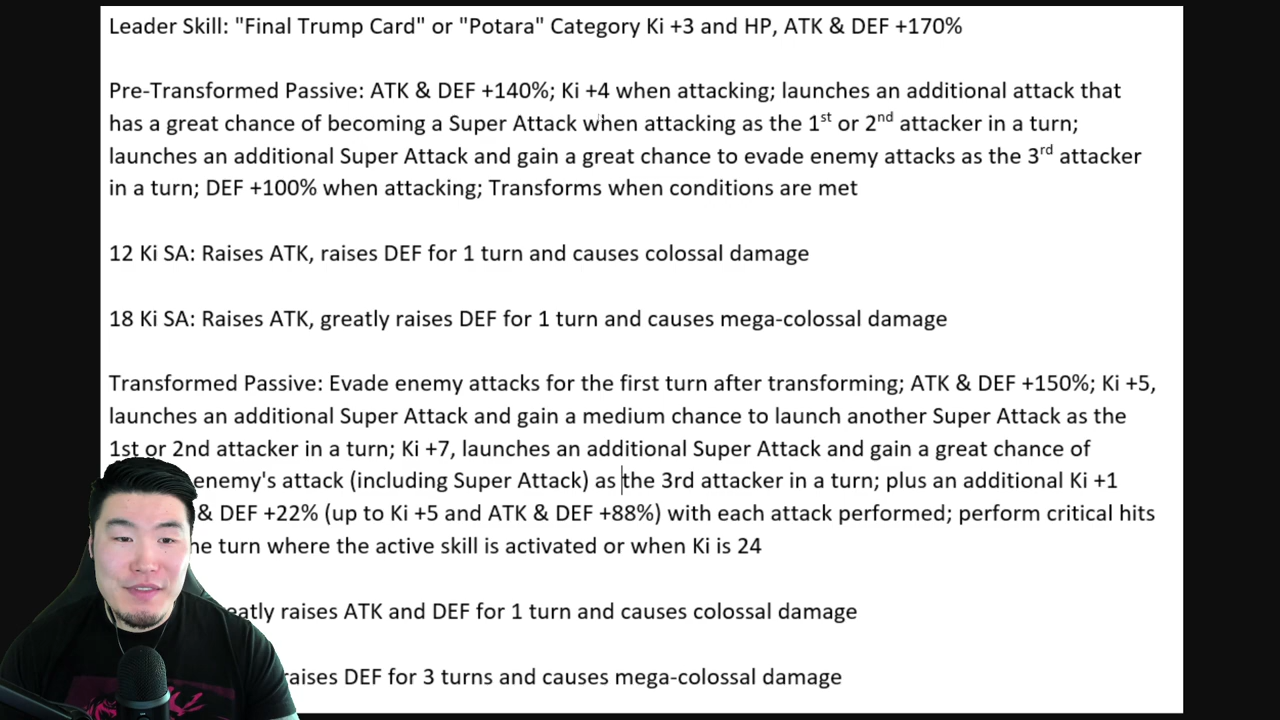 Leader Skill: "Final Trump Card" or "Potara" Category Ki +3 and HP, ATK & DEF +170%
Pre-Transformed Passive: ATK & DEF +140%; Ki +4 when attacking; launches an additional attack that
has a great chance of becoming a Super Attack when attacking as the 1st or 2nd attacker in a turn;
launches an additional Super Attack and gain a great chance to evade enemy attacks as the 3rd attacker
in a turn; DEF +100% when attacking; Transforms when conditions are met
12 Ki SA: Raises ATK, raises DEF for 1 turn and causes colossal damage
18 Ki SA: Raises ATK, greatly raises DEF for 1 turn and causes mega-colossal damage
Transformed Passive: Evade enemy attacks for the first turn after transforming; ATK & DEF +150%; Ki +5,
launches an additional Super Attack and gain a medium chance to launch another Super Attack as the
1st or 2nd attacker in a turn; Ki +7, launches an additional Super Attack and gain a great chance of
enemy's attack (including Super Attack) as the 3rd attacker in a turn; plus an additional Ki +1
& DEF +22% (up to Ki +5 and ATK & DEF +88%) with each attack performed; perform critical hits
turn where the active skill is activated or when Ki is 24
raises ATK and DEF for 1 turn and causes colossal damage
raises DEF for 3 turns and causes mega-colossal damage